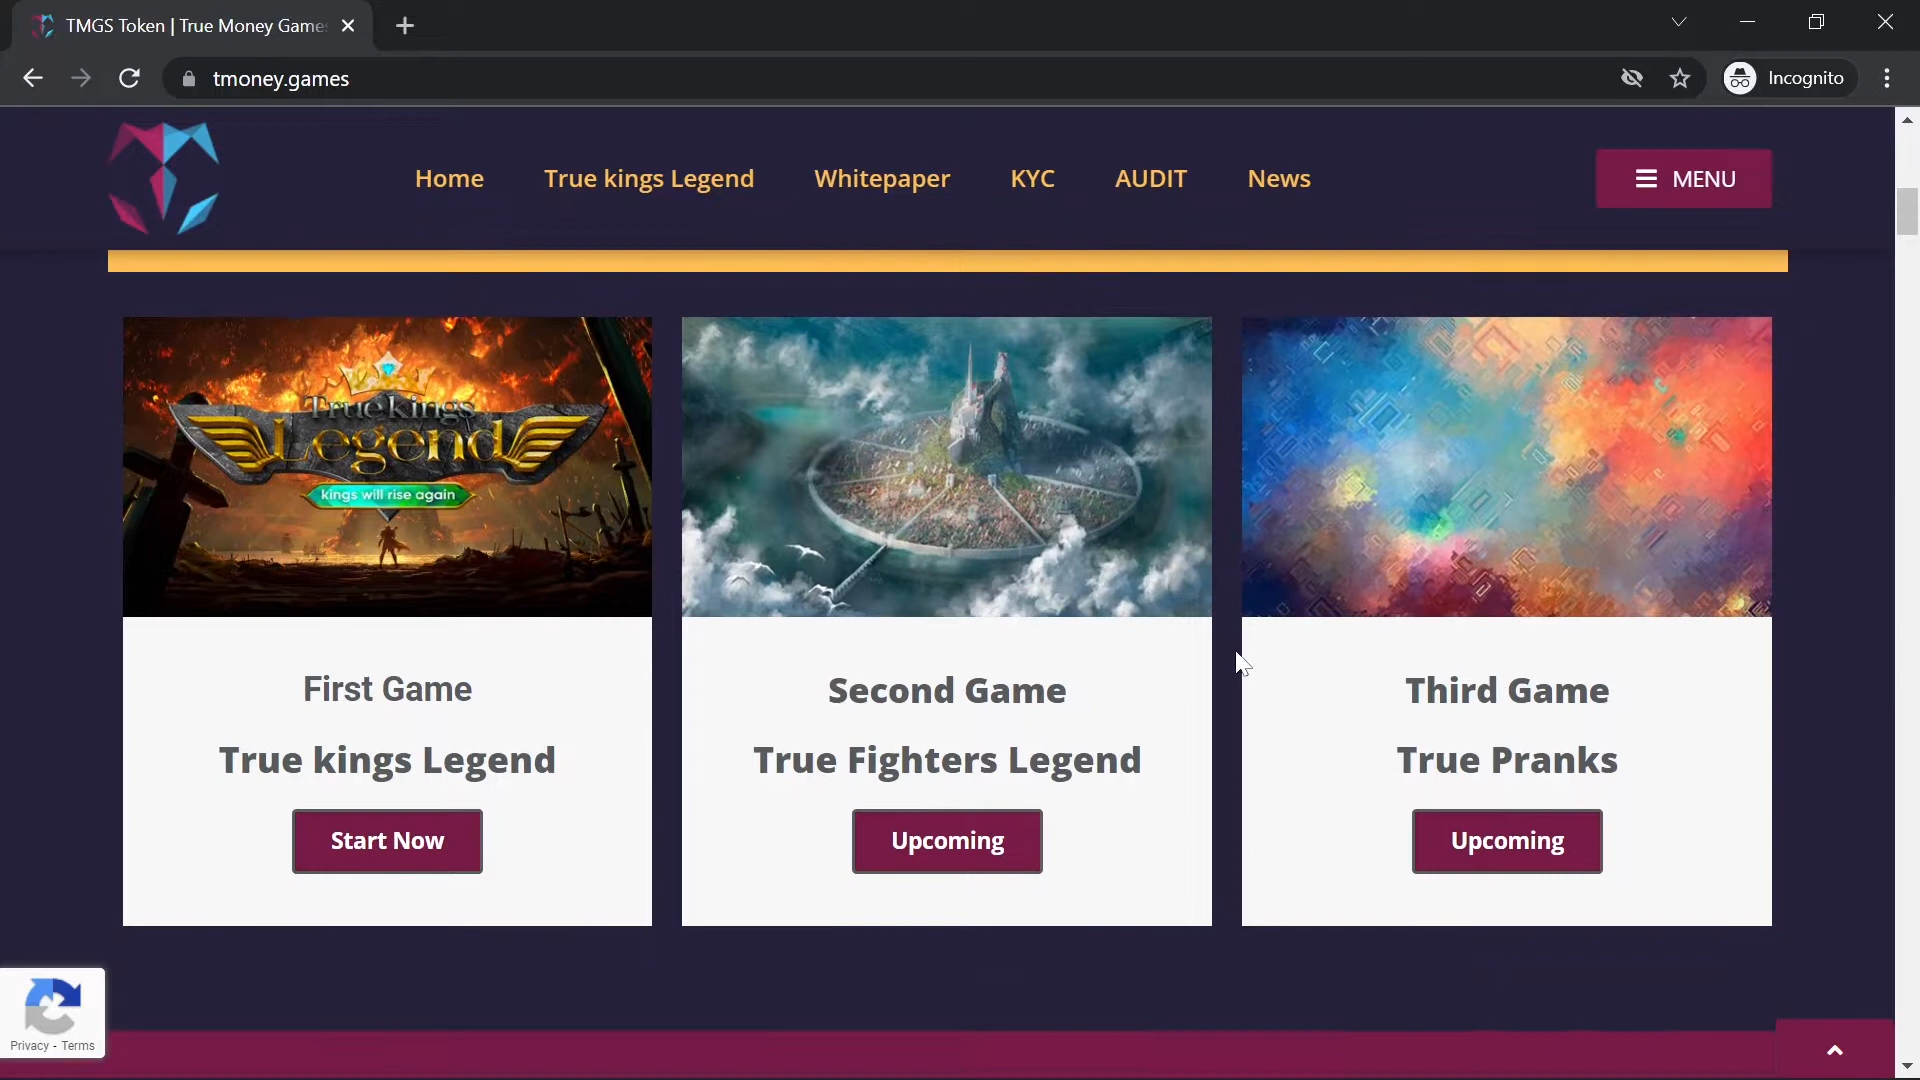 TMGS Token | True Money Game
tmoney.games
Incognito
Home
True kings Legend
Whitepaper
KYC
AUDIT
News
MENU
True kings
Legend
kings will rise again
First Game
True kings Legend
Start Now
Second Game
True Fighters Legend
Upcoming
Third Game
True Pranks
Upcoming
Privacy - Terms